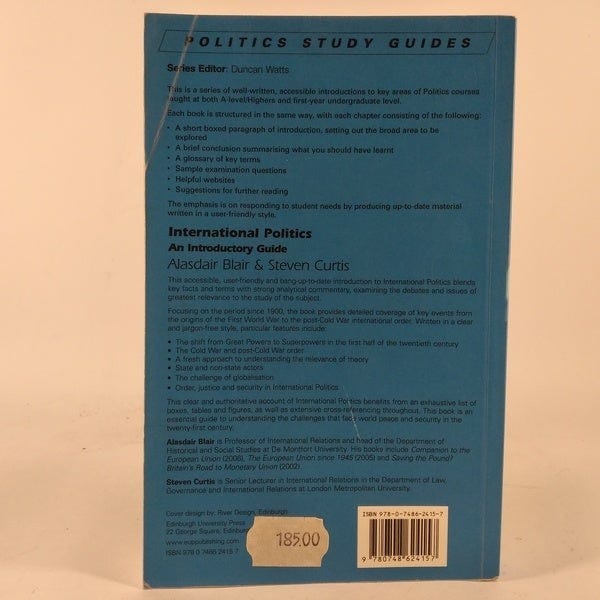 POLITICS STUDY GUIDES
Series Editor: Duncan Watts
This is a series of well-written, accessible introductions to key areas of Politics courses
taught at both A-level/Highers and first-year undergraduate level.
Each book is structured in the same way, with each chapter consisting of the following:
• A short boxed paragraph of introduction, setting out the broad area to be
explored
• A brief conclusion summarising what you should have learnt
• A glossary of key terms
• Sample examination questions
• Helpful websites
• Suggestions for further reading
The emphasis is on responding to student needs by producing up-to-date material
written in a user-friendly style.
International Politics
An Introductory Guide
Alasdair Blair & Steven Curtis
This accessible, user-friendly and bang-up-to-date introduction to International Politics blends
key facts and terms with strong analytical commentary, examining the debates and issues of
greatest relevance to the study of the subject.
Focusing on the period since 1900, the book provides detailed coverage of key events from
the origins of the First World War to the post-Cold War international order. Written in a clear
and jargon-free style, particular features include:
• The shift from Great Powers to Superpowers in the first half of the twentieth century
• The Cold War and post-Cold War order
• A fresh approach to understanding the relevance of theory
• State and non-state actors
• The challenge of globalisation
• Order, justice and security in International Politics
This clear and authoritative account of International Politics benefits from an exhaustive list of
boxes, tables and figures, as well as extensive cross-referencing throughout. This book is an
essential guide to understanding the challenges that face world peace and security in the
twenty-first century.
Alasdair Blair is Professor of International Relations and head of the Department of
Historical and Social Studies at De Montfort University. His books include Companion to the
European Union (2006), The European Union since 1945 (2005) and Saving the Pound?
Britain's Road to Monetary Union (2002).
Steven Curtis is Senior Lecturer in International Relations in the Department of Law,
Governance and International Relations at London Metropolitan University.
Cover design by: River Design, Edinburgh
Edinburgh University Press
22 George Square,
www.euppublishing.com
ISBN 978 0 7486 2415 7
185.00
ISBN 978-0-7486-2415-7
9 780748 624157